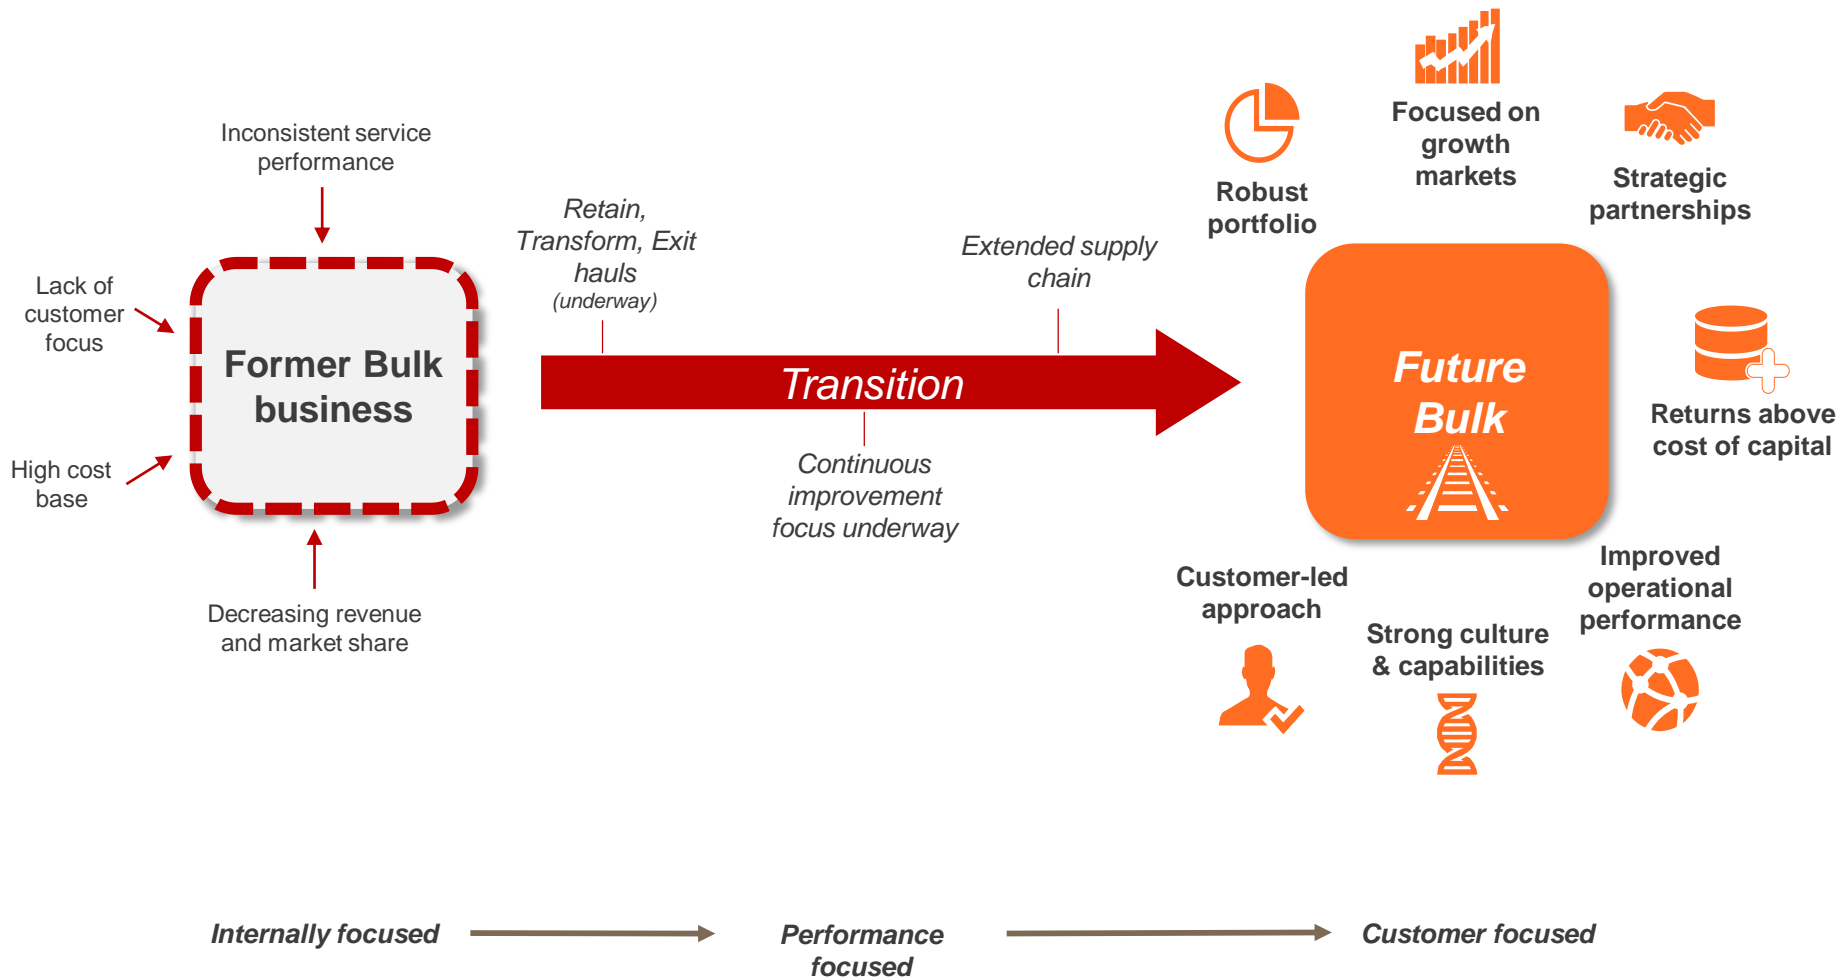 Inconsistent service
performance
Lack of
customer
focus
High cost
base
Former Bulk
business
Decreasing revenue
and market share
Retain,
Transform, Exit
hauls
(underway)
Extended supply
chain
Transition
Continuous
improvement
focus underway
Robust
portfolio
Focused on
growth
markets
Strategic
partnerships
Future
Bulk
Returns above
cost of capital
Customer-led
approach
Strong culture
& capabilities
Improved
operational
performance
Internally focused
Performance
focused
Customer focused